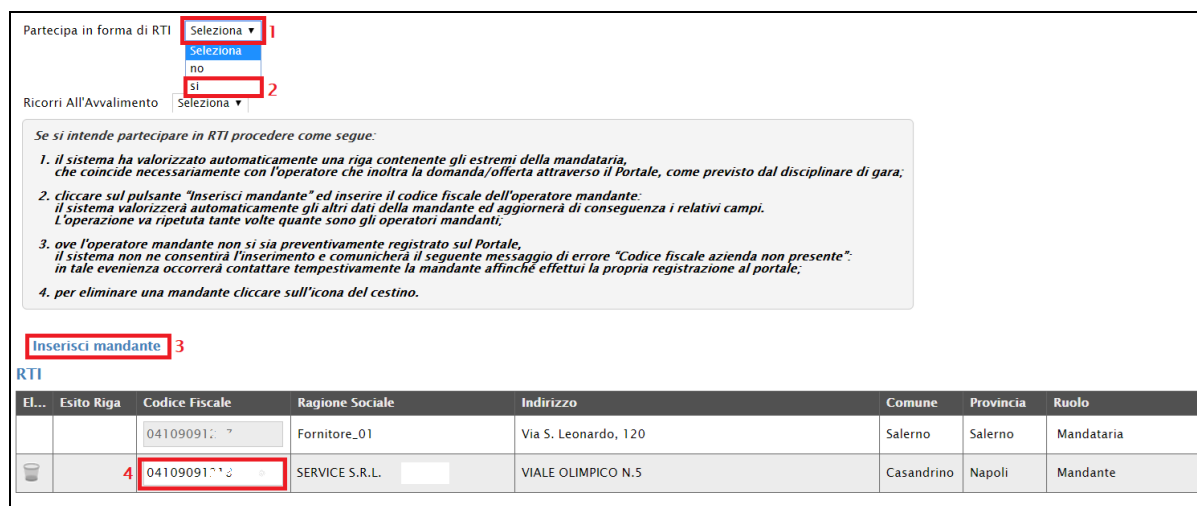 Partecipa in forma di RTI Seleziona 1
Seleziona
no
si 2
Ricorri All'Avvalimento Seleziona
Se si intende partecipare in RTI procedere come segue:
1. il sistema ha valorizzato automaticamente una riga contenente gli estremi della mandataria,
che coincide necessariamente con l'operatore che inoltra la domanda/offerta attraverso il Portale, come previsto dal disciplinare di gara;
2. cliccare sul pulsante "Inserisci mandante" ed inserire il codice fiscale dell'operatore mandante:
il sistema valorizzerà automaticamente gli altri dati della mandante ed aggiornerà di conseguenza i relativi campi.
L'operazione va ripetuta tante volte quante sono gli operatori mandanti;
3. ove l'operatore mandante non si sia preventivamente registrato sul Portale,
il sistema non ne consentirà l'inserimento e comunicherà il seguente messaggio di errore "Codice fiscale azienda non presente":
in tale evenienza occorrerà contattare tempestivamente la mandante affinché effettui la propria registrazione al portale;
4. per eliminare una mandante cliccare sull'icona del cestino.
Inserisci mandante 3
RTI
El... Esito Riga Codice Fiscale Ragione Sociale Indirizzo Comune Provincia Ruolo
Fornitore_01 Via S. Leonardo, 120 Salerno Salerno Mandataria
4 SERVICE S.R.L. VIALE OLIMPICO N.5 Casandrino Napoli Mandante